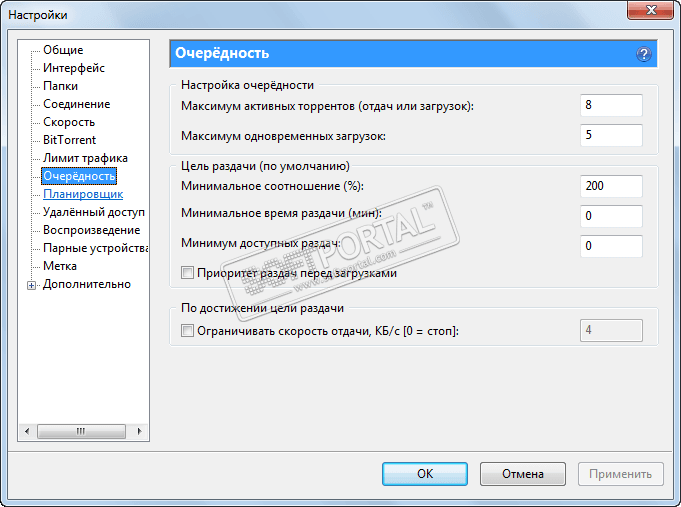 Настройки
Общие
Интерфейс
Папки
Соединение
Скорость
BitTorrent
Лимит трафика
Очерёдность
Планировщик
Удалённый доступ
Воспроизведение
Парные устройства
Метка
Дополнительно
Очерёдность
Настройка очерёдности
Максимум активных торрентов (отдач или загрузок): 8
Максимум одновременных загрузок: 5
Цель раздачи (по умолчанию)
Минимальное соотношение (%): 200
Минимальное время раздачи (мин): 0
Минимум доступных раздач: 0
Приоритет раздач перед загрузками
По достижении цели раздачи
Ограничивать скорость отдачи, КБ/с [0 = стоп]: 4
SOFTPORTAL™
www.softportal.com
OK
Отмена
Применить